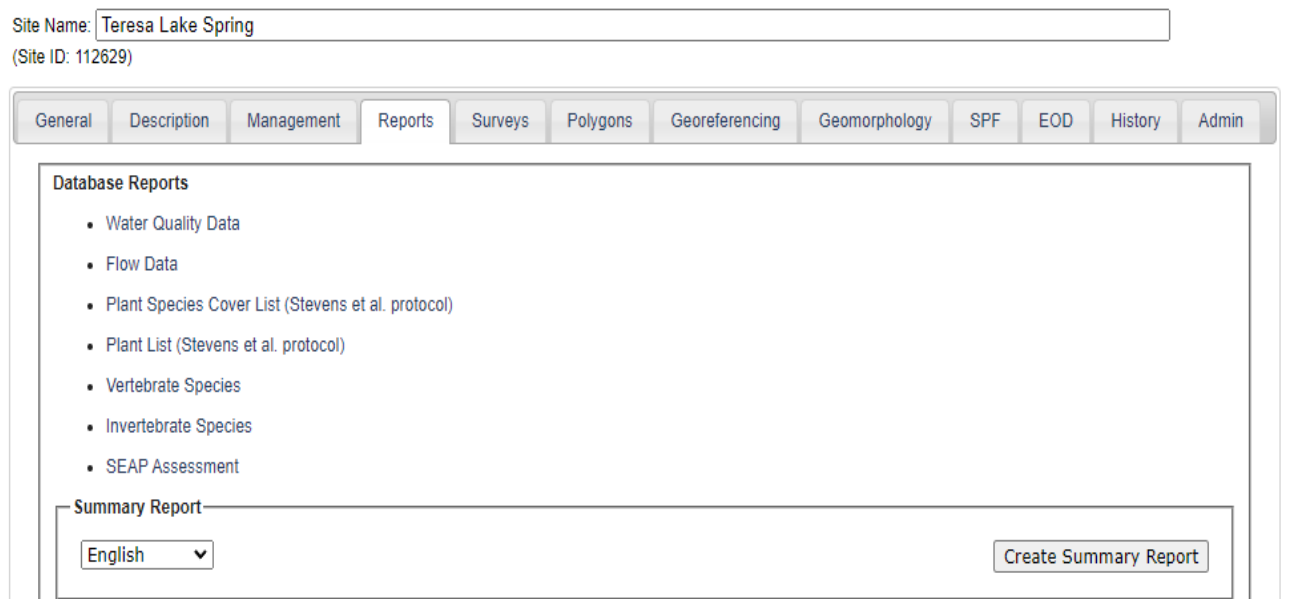 Site Name: Teresa Lake Spring
(Site ID: 112629)
General Description Management Reports Surveys Polygons Georeferencing Geomorphology SPF EOD History Admin
Database Reports
• Water Quality Data
• Flow Data
• Plant Species Cover List (Stevens et al. protocol)
• Plant List (Stevens et al. protocol)
• Vertebrate Species
• Invertebrate Species
• SEAP Assessment
Summary Report
English Create Summary Report